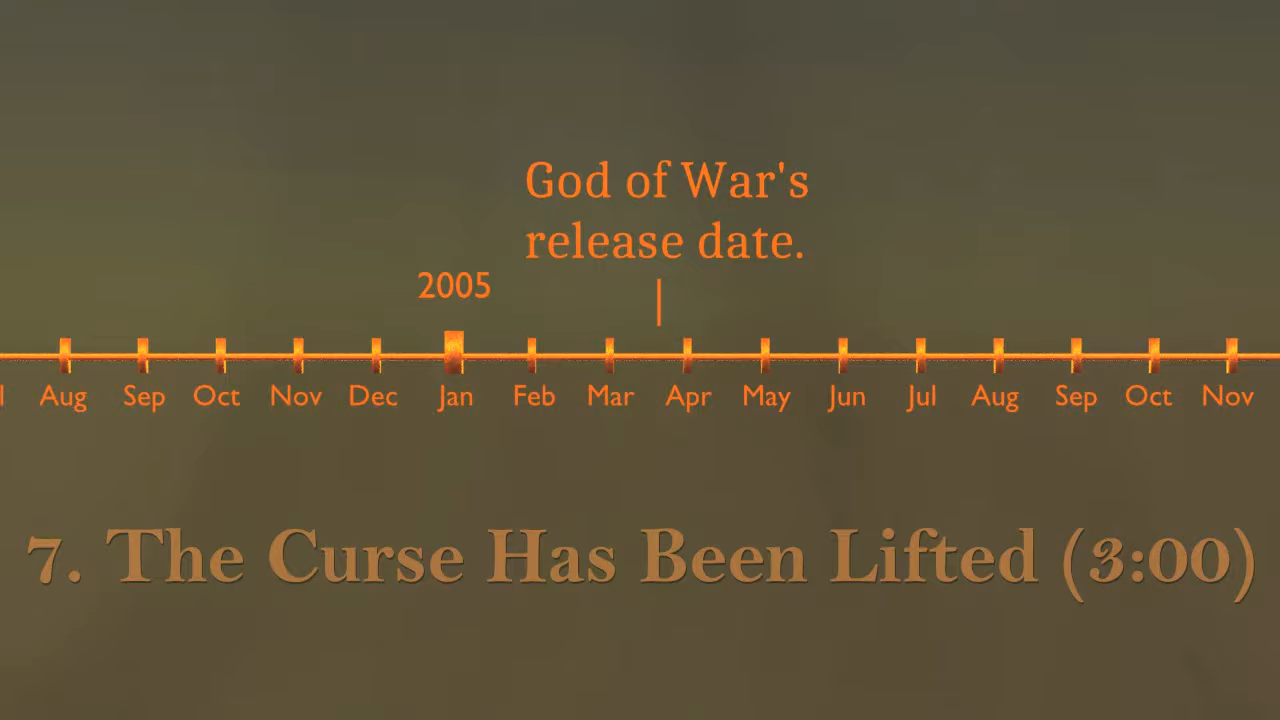 God of War's
release date.
2005
l Aug Sep Oct Nov Dec Jan Feb Mar Apr May Jun Jul Aug Sep Oct Nov
7. The Curse Has Been Lifted (3:00)